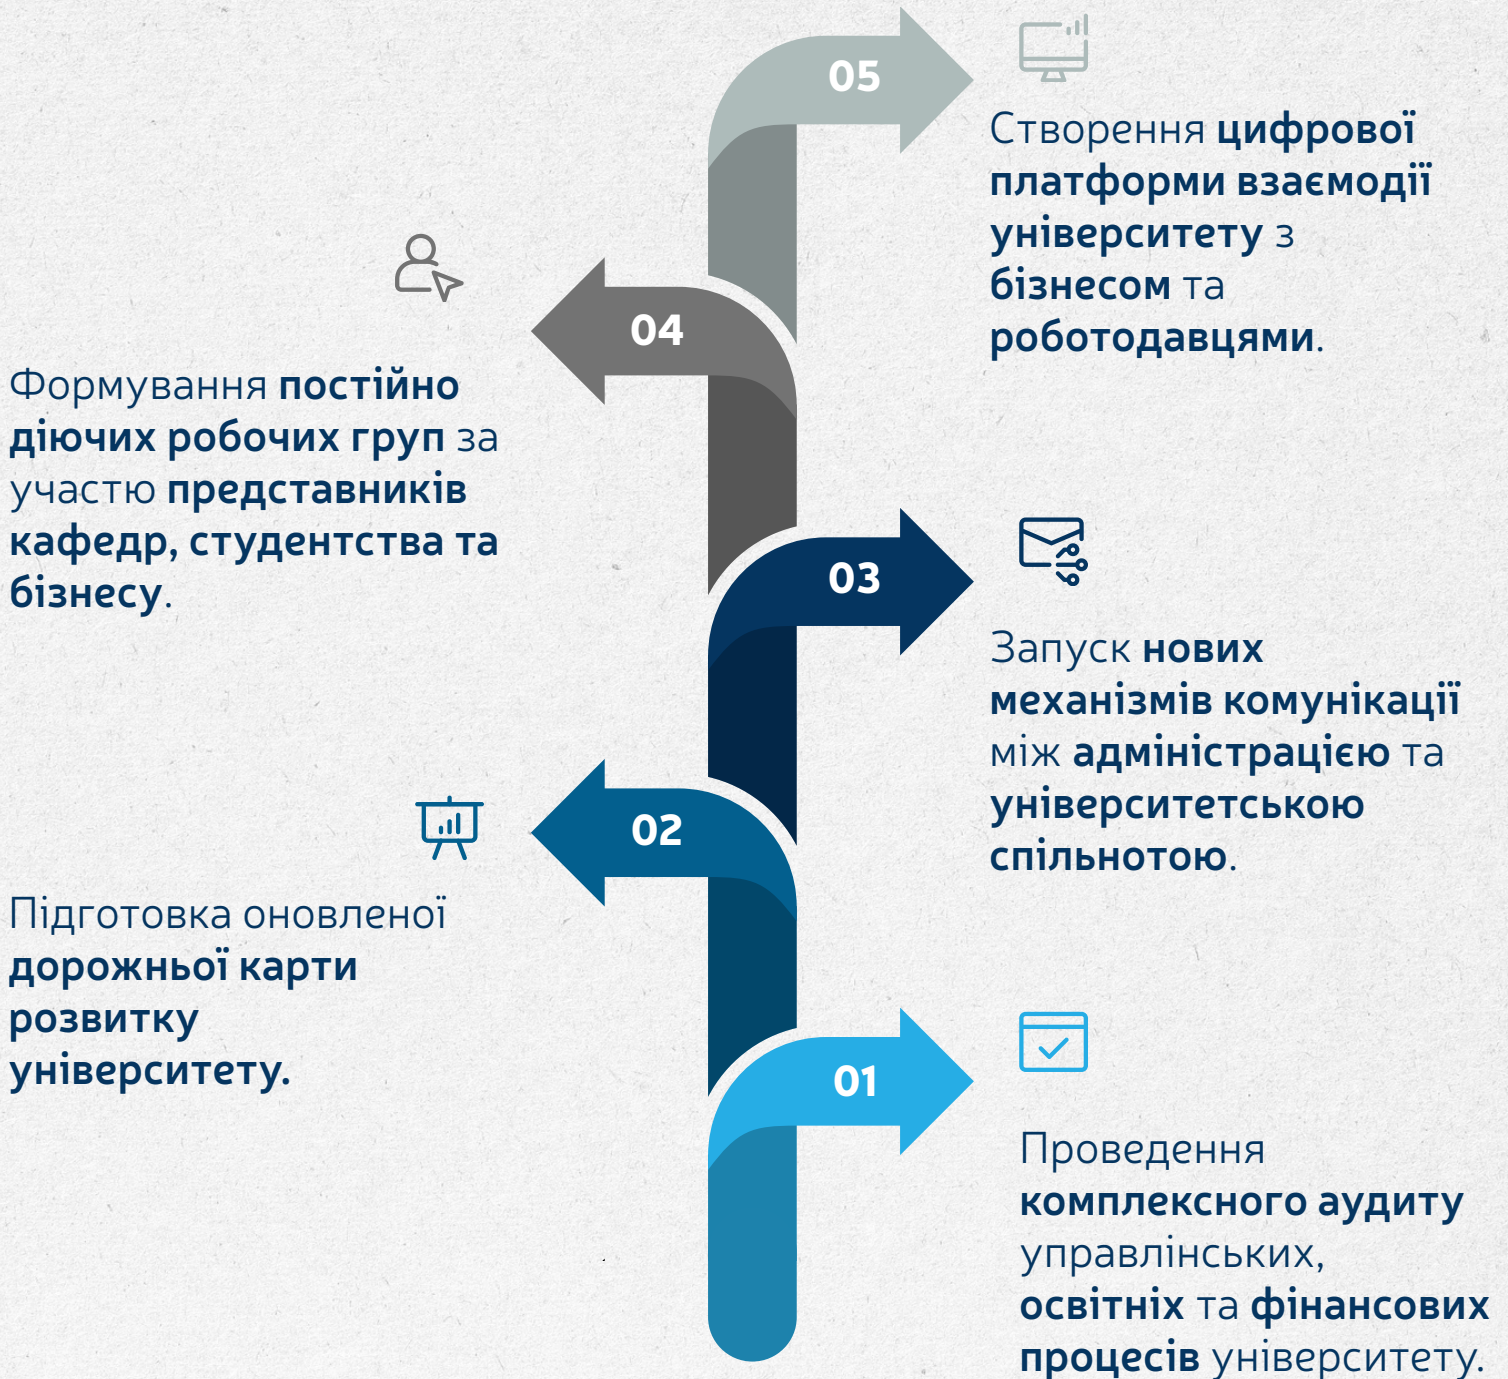 05
Створення цифрової
платформи взаємодії
університету з
бізнесом та
роботодавцями.
04
Формування постійно
діючих робочих груп за
участю представників
кафедр, студентства та
бізнесу.
03
Запуск нових
механізмів комунікації
між адміністрацією та
університетською
спільнотою.
02
Підготовка оновленої
дорожньої карти
розвитку
університету.
01
Проведення
комплексного аудиту
управлінських,
освітніх та фінансових
процесів університету.